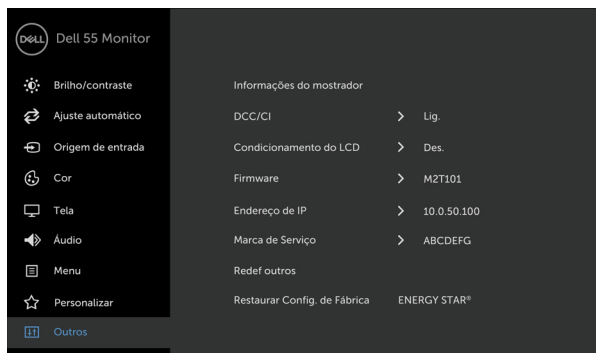 DELL Dell 55 Monitor
Brilho/contraste
Informações do mostrador
Ajuste automático
DCC/CI
Lig.
Origem de entrada
Condicionamento do LCD
Des.
Cor
Firmware
M2T101
Tela
Endereço de IP
10.0.50.100
Áudio
Marca de Serviço
ABCDEFG
Menu
Redef outros
Personalizar
Restaurar Config. de Fábrica
ENERGY STAR®
Outros